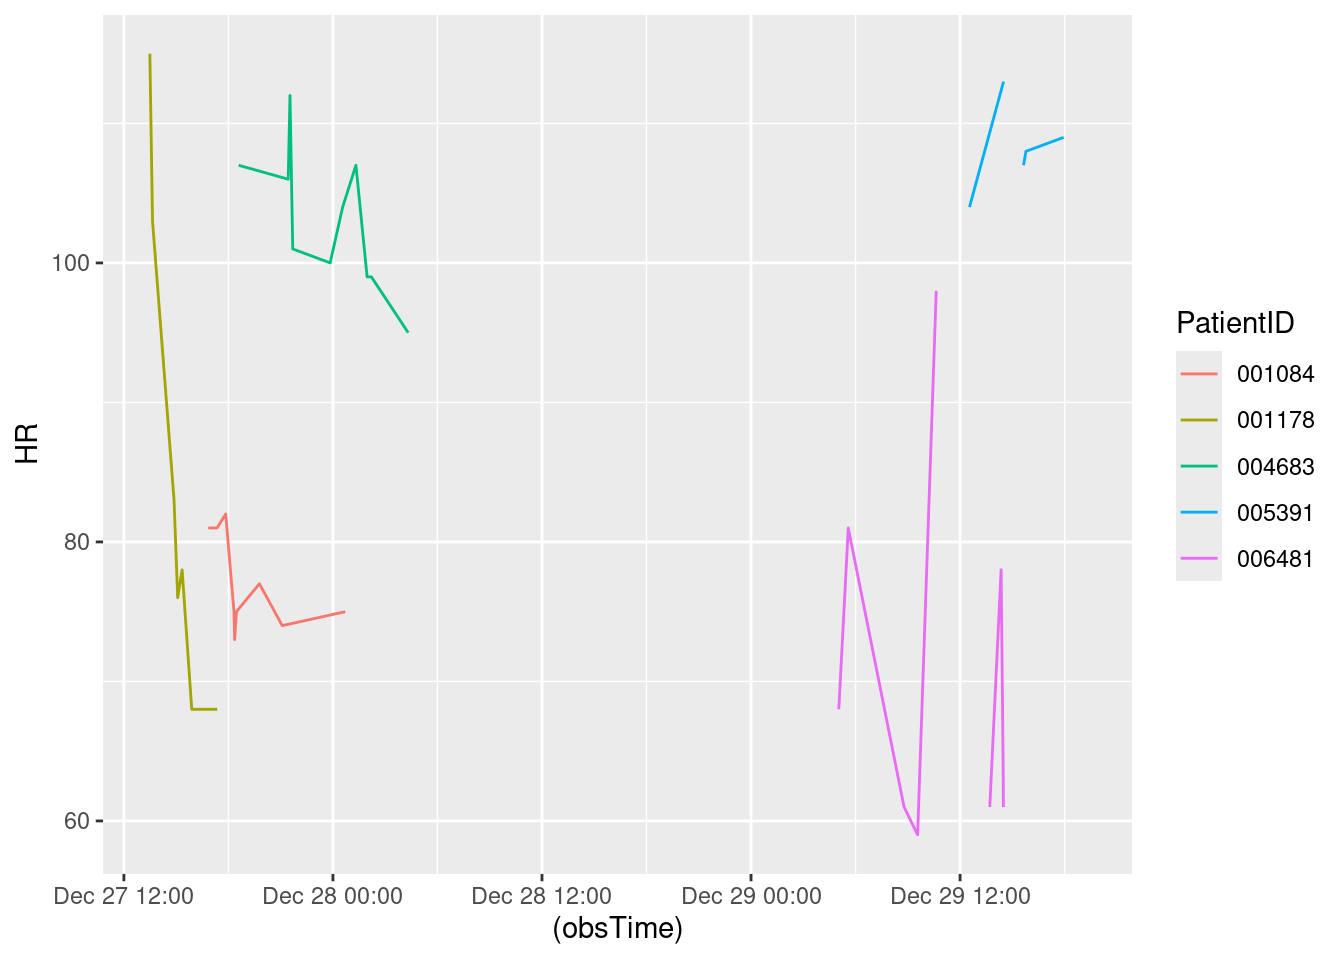 HR
100
80
60
Dec 27 12:00
Dec 28 00:00
Dec 28 12:00
Dec 29 00:00
Dec 29 12:00
(obsTime)
PatientID
001084
001178
004683
005391
006481